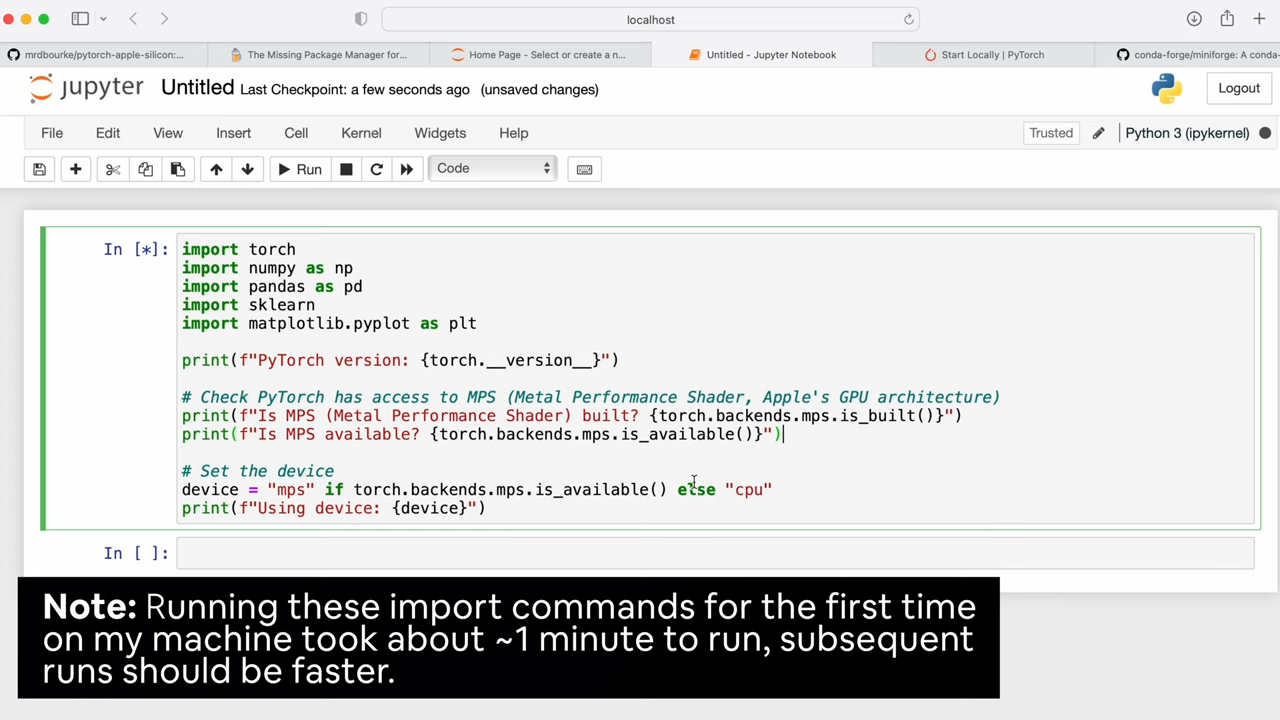 localhost
mrdbourke/pytorch-apple-silicon:...
The Missing Package Manager for...
Home Page - Select or create a n...
Untitled - Jupyter Notebook
Start Locally | PyTorch
conda-forge/miniforge: A conda-
jupyter Untitled Last Checkpoint: a few seconds ago (unsaved changes)
Logout
File Edit View Insert Cell Kernel Widgets Help
Trusted
Python 3 (ipykernel)
Run
Code
In [*]:
import torch
import numpy as np
import pandas as pd
import sklearn
import matplotlib.pyplot as plt
print(f"PyTorch version: {torch.__version__}")
# Check PyTorch has access to MPS (Metal Performance Shader, Apple's GPU architecture)
print(f"Is MPS (Metal Performance Shader) built? {torch.backends.mps.is_built()}")
print(f"Is MPS available? {torch.backends.mps.is_available()}")
# Set the device
device = "mps" if torch.backends.mps.is_available() else "cpu"
print(f"Using device: {device}")
In [ ]:
Note: Running these import commands for the first time
on my machine took about ~1 minute to run, subsequent
runs should be faster.